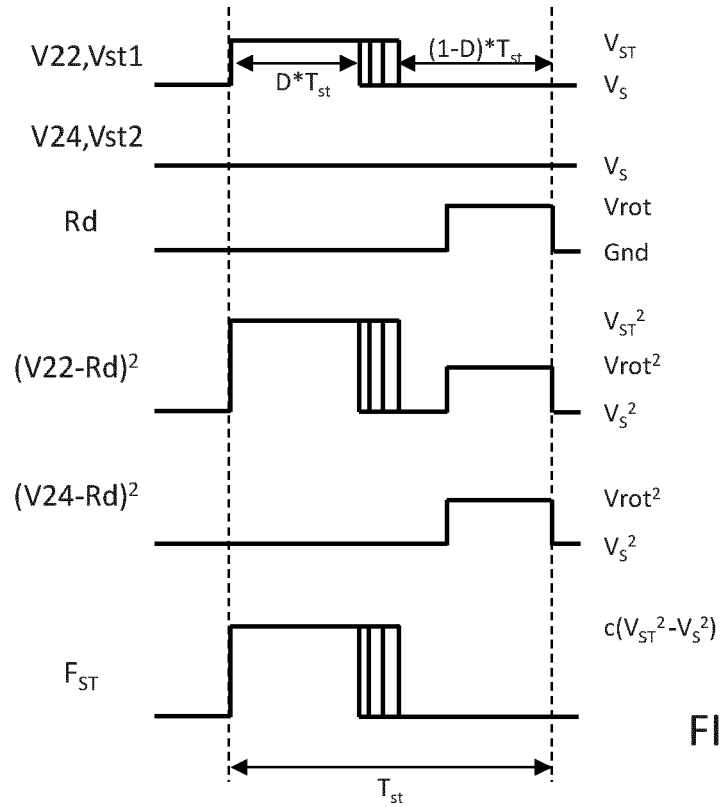 V22,Vst1
D*Tst
(1-D)*Tst
VST
VS
V24,Vst2
VS
Rd
Vrot
Gnd
(V22-Rd)²
VST²
Vrot²
VS²
(V24-Rd)²
Vrot²
VS²
FST
c(VST²-VS²)
FI
Tst